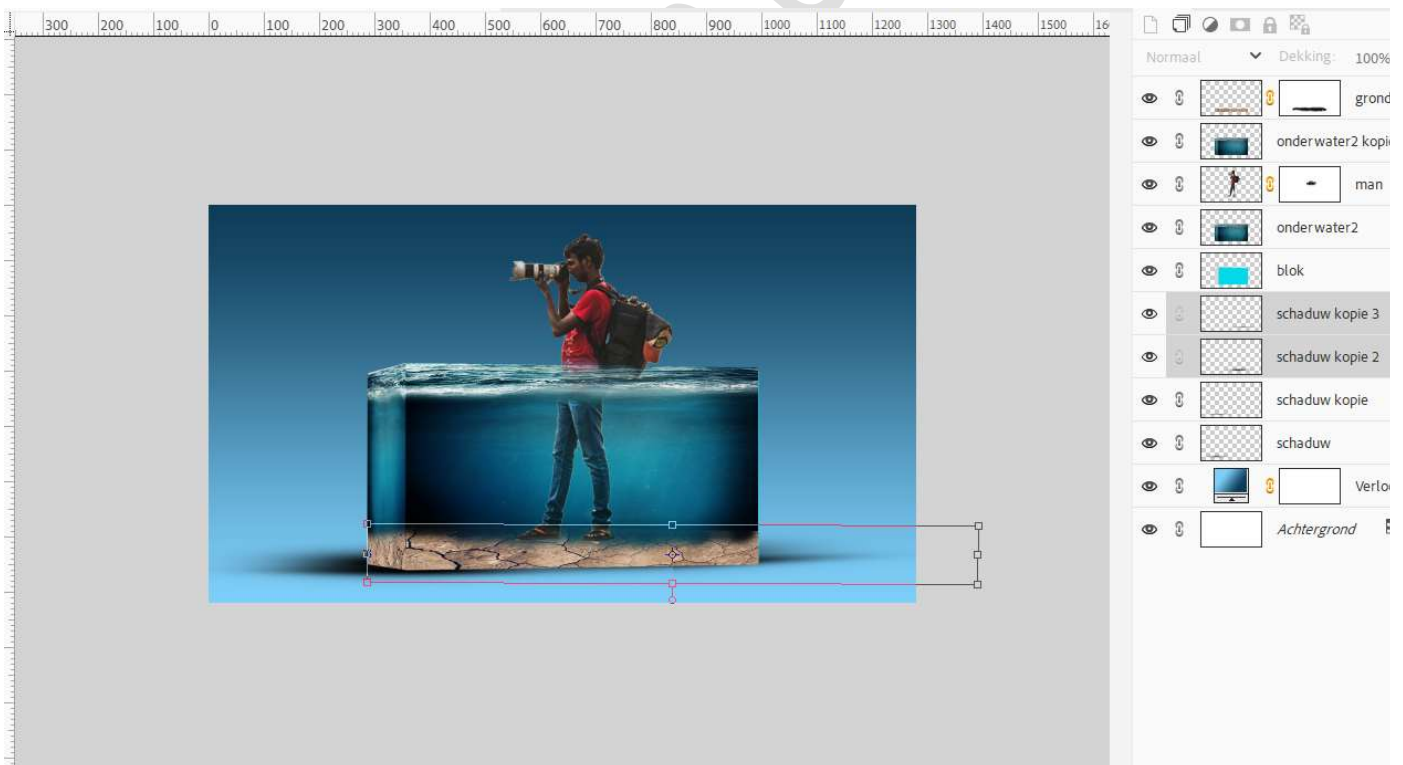 300 200 100 0 100 200 300 400 500 600 700 800 900 1000 1100 1200 1300 1400 1500 16
Normaal Dekking: 100%
grond
onderwater2 kopie
man
onderwater2
blok
schaduw kopie 3
schaduw kopie 2
schaduw kopie
schaduw
Verloo
Achtergrond